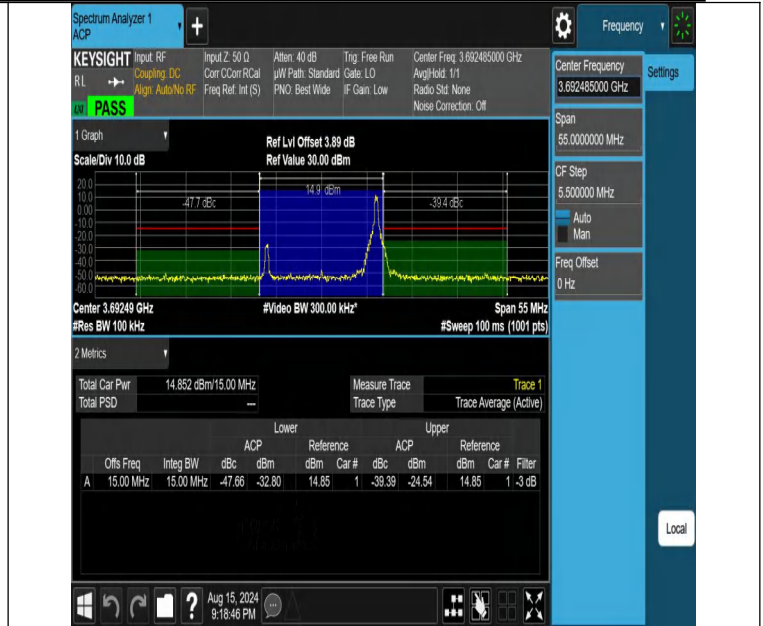 Spectrum Analyzer 1
ACP
Frequency
KEYSIGHT Input: RF Input Z: 50 Ω Atten: 40 dB Trig: Free Run Center Freq: 3.692485000 GHz
RL Coupling: DC Corr CCorr RCal µW Path: Standard Gate: LO Avg|Hold: 1/1
Align: Auto/No RF Freq Ref: Int (S) PNO: Best Wide IF Gain: Low Radio Std: None
PASS Noise Correction: Off
Center Frequency
3.692485000 GHz
Settings
Span
55.0000000 MHz
CF Step
5.500000 MHz
Auto
Man
Freq Offset
0 Hz
1 Graph
Ref Lvl Offset 3.89 dB
Scale/Div 10.0 dB Ref Value 30.00 dBm
20.0
10.0
0.00
-10.0
-20.0
-30.0
-40.0
-50.0
-60.0
-47.7 dBc
14.9 dBm
-39.4 dBc
Center 3.69249 GHz #Video BW 300.00 kHz* Span 55 MHz
#Res BW 100 kHz #Sweep 100 ms (1001 pts)
2 Metrics
Total Car Pwr 14.852 dBm/15.00 MHz Measure Trace Trace 1
Total PSD --- Trace Type Trace Average (Active)
Lower Upper
ACP Reference ACP Reference
Offs Freq Integ BW dBc dBm dBm Car # dBc dBm dBm Car # Filter
A 15.00 MHz 15.00 MHz -47.66 -32.80 14.85 1 -39.39 -24.54 14.85 1 -3 dB
Local
Aug 15, 2024
9:18:46 PM